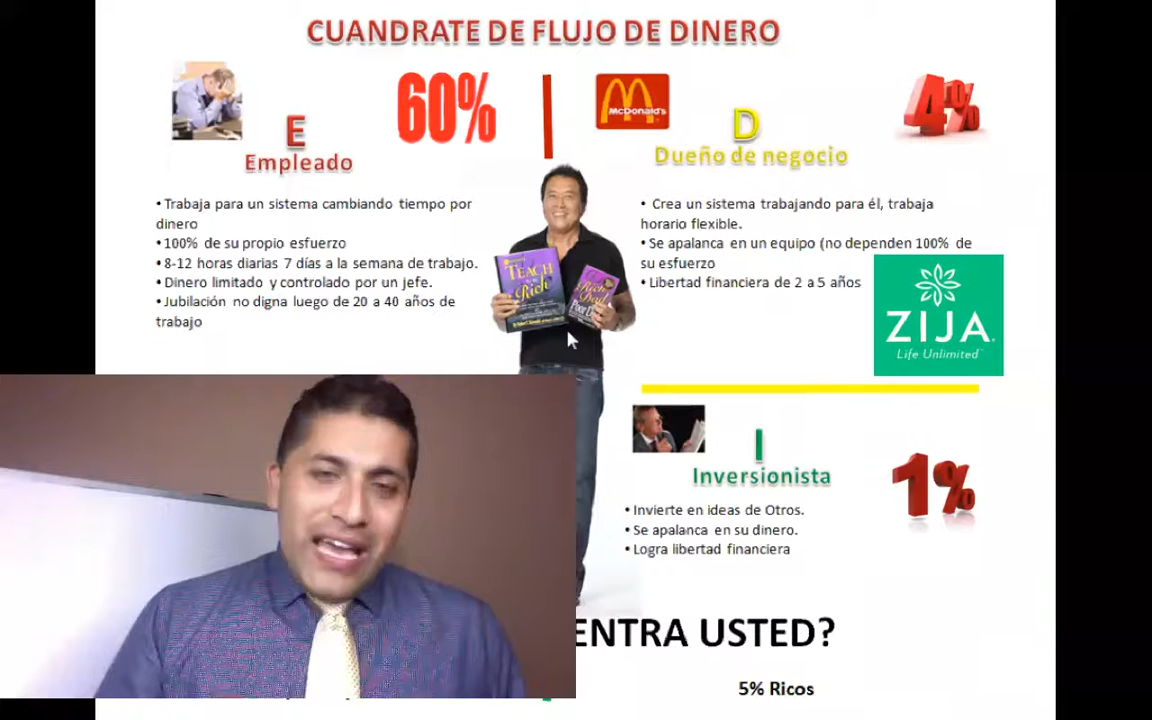 CUANDRATE DE FLUJO DE DINERO
60%
McDonald's
4%
E
Empleado
D
Dueño de negocio
• Trabaja para un sistema cambiando tiempo por
dinero
• 100% de su propio esfuerzo
• 8-12 horas diarias 7 días a la semana de trabajo.
• Dinero limitado y controlado por un jefe.
• Jubilación no digna luego de 20 a 40 años de
trabajo
• Crea un sistema trabajando para él, trabaja
horario flexible.
• Se apalanca en un equipo (no dependen 100% de
su esfuerzo
• Libertad financiera de 2 a 5 años
TEACH
Rich
Rich Dad
Poor
ZIJA
Life Unlimited
I
Inversionista
1%
• Invierte en ideas de Otros.
• Se apalanca en su dinero.
• Logra libertad financiera
ENTRA USTED?
5% Ricos